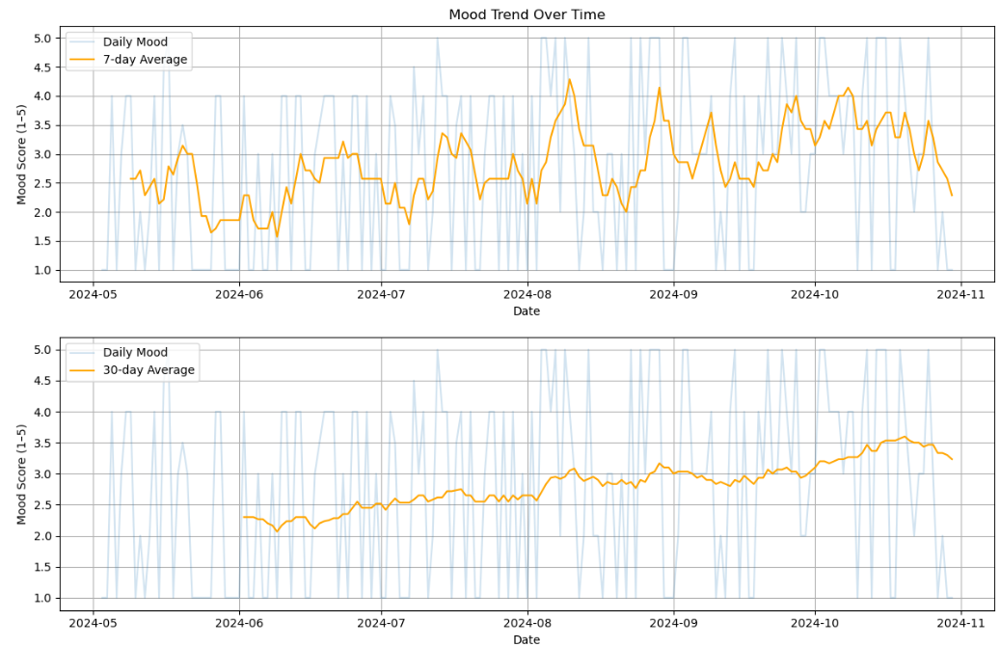 Mood Trend Over Time
Daily Mood
7-day Average
Mood Score (1–5)
5.0
4.5
4.0
3.5
3.0
2.5
2.0
1.5
1.0
2024-05 2024-06 2024-07 2024-08 2024-09 2024-10 2024-11
Date
Daily Mood
30-day Average
Mood Score (1–5)
5.0
4.5
4.0
3.5
3.0
2.5
2.0
1.5
1.0
2024-05 2024-06 2024-07 2024-08 2024-09 2024-10 2024-11
Date